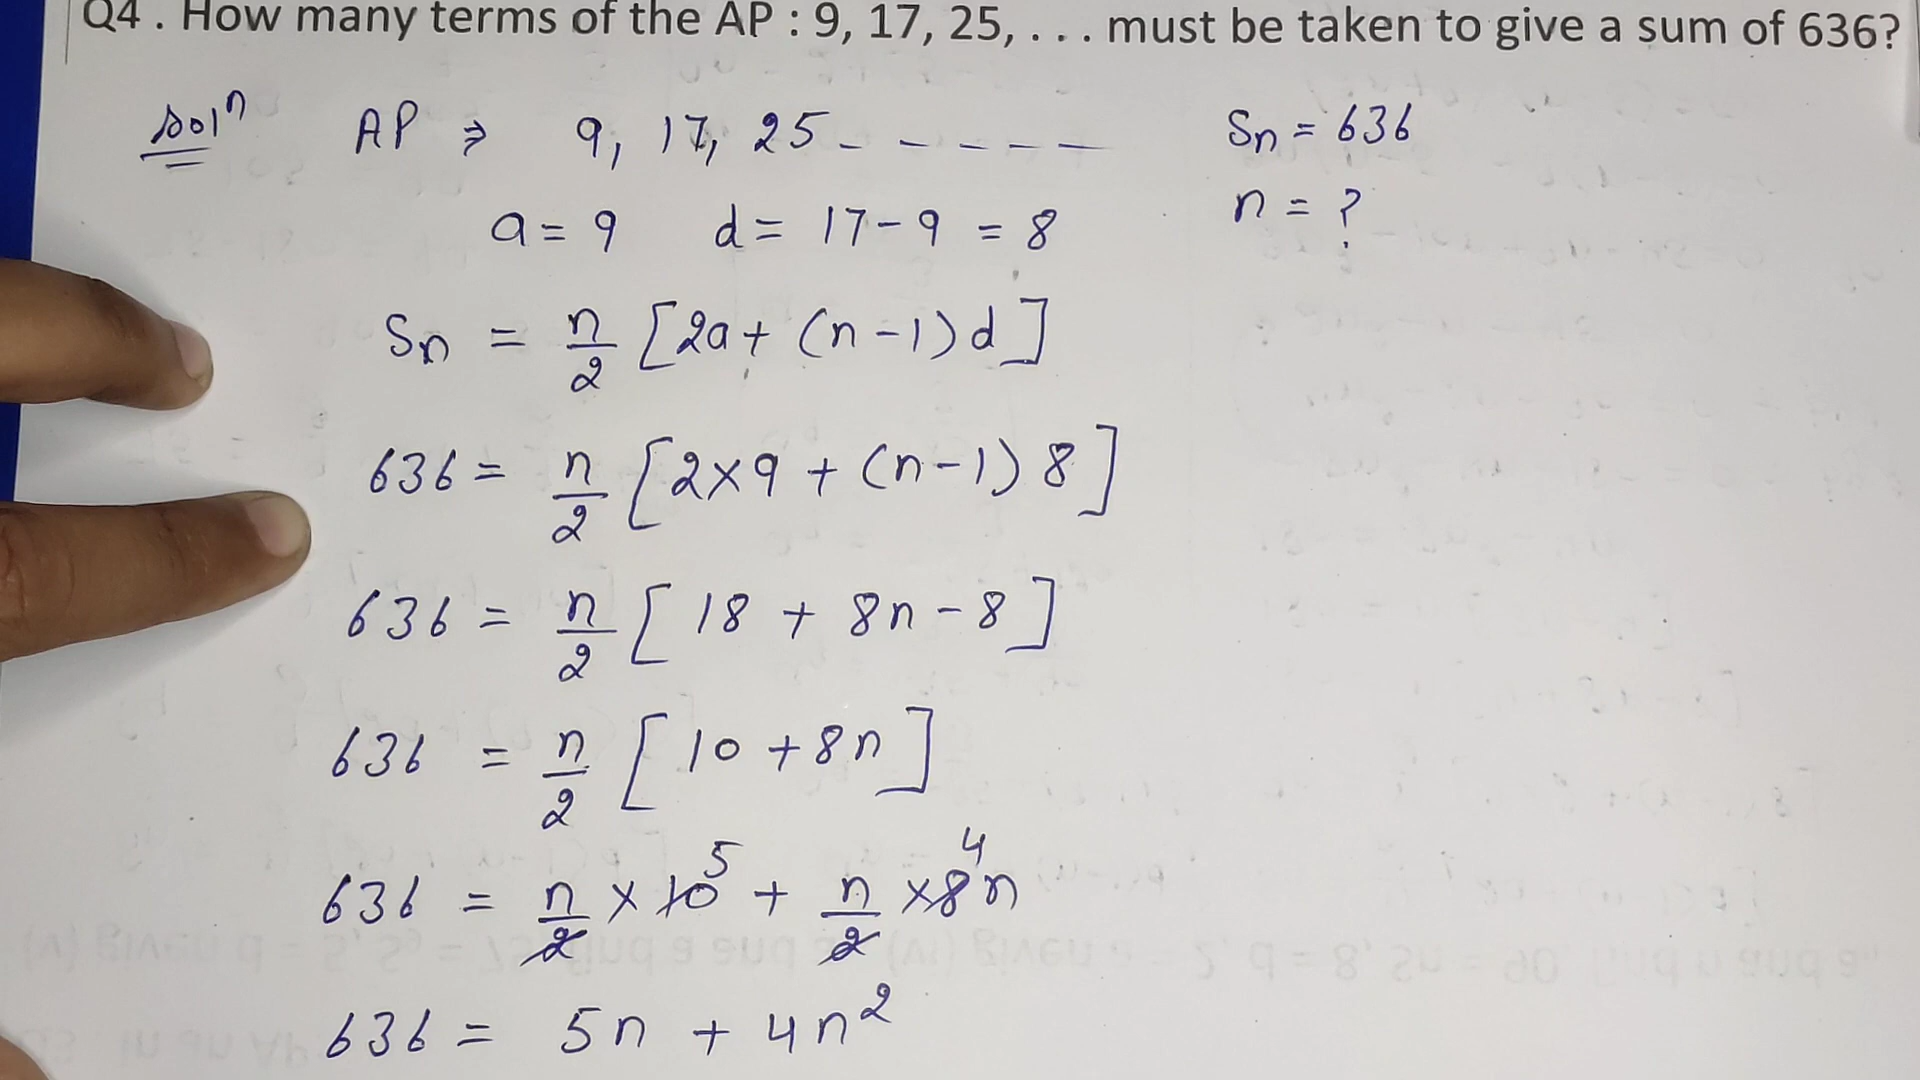 Q4 . How many terms of the AP : 9, 17, 25, . . . must be taken to give a sum of 636?
Solⁿ AP ⇒ 9, 17, 25 - - - - - Sn = 636
a = 9 d = 17 - 9 = 8 n = ?
Sn = n/2 [2a + (n - 1) d]
636 = n/2 [2×9 + (n - 1) 8]
636 = n/2 [18 + 8n - 8]
636 = n/2 [10 + 8n]
636 = n/2 × 10 5 + n/2 × 8 4 n
636 = 5n + 4n²